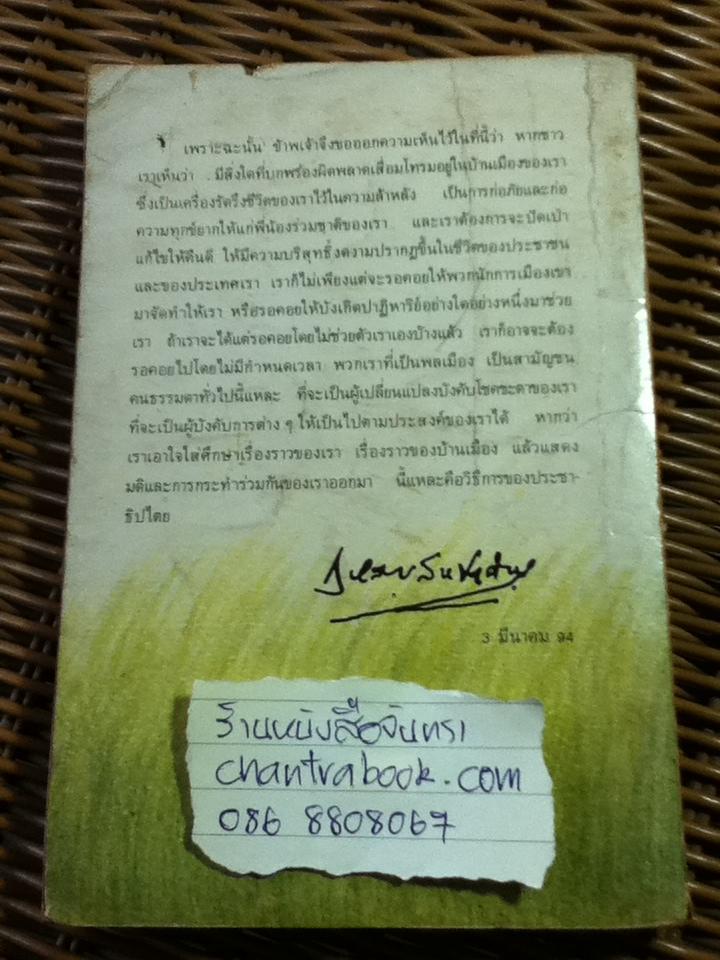 เพราะฉะนั้น ข้าพเจ้าจึงขอออกความเห็นไว้ในที่นี้ว่า หากชาว
เราเห็นว่า มีสิ่งใดที่บกพร่องผิดพลาดเสื่อมโทรมอยู่ในบ้านเมืองของเรา
ซึ่งเป็นเครื่องรัดรึงชีวิตของเราไว้ในความล้าหลัง เป็นการก่อภัยและก่อ
ความทุกข์ยากให้แก่พี่น้องร่วมชาติของเรา และเราต้องการจะปัดเป่า
แก้ไขให้คืนดี ให้มีความบริสุทธิ์งดงามปรากฏขึ้นในชีวิตของประชาชน
และของประเทศเรา เราก็ไม่เพียงแต่จะรอคอยให้พวกนักการเมืองเขา
มาจัดทำให้เรา หรือรอคอยให้บังเกิดปาฏิหาริย์อย่างใดอย่างหนึ่งมาช่วย
เรา ถ้าเราจะได้แต่รอคอยโดยไม่ช่วยตัวเราเองบ้างแล้ว เราก็อาจจะต้อง
รอคอยไปโดยไม่มีกำหนดเวลา พวกเราที่เป็นพลเมือง เป็นสามัญชน
คนธรรมดาทั่วไปนี้แหละ ที่จะเป็นผู้เปลี่ยนแปลงบังคับโชคชะตาของเรา
ที่จะเป็นผู้บังคับการต่าง ๆ ให้เป็นไปตามประสงค์ของเราได้ หากว่า
เราเอาใจใส่ศึกษาเรื่องราวของเรา เรื่องราวของบ้านเมือง แล้วแสดง
มติและการกระทำร่วมกันของเราออกมา นี้แหละคือวิธีการของประชา-
ธิปไตย
3 มีนาคม 94
ร้านหนังสือจันทรา
chantrabook.com
086 8808067